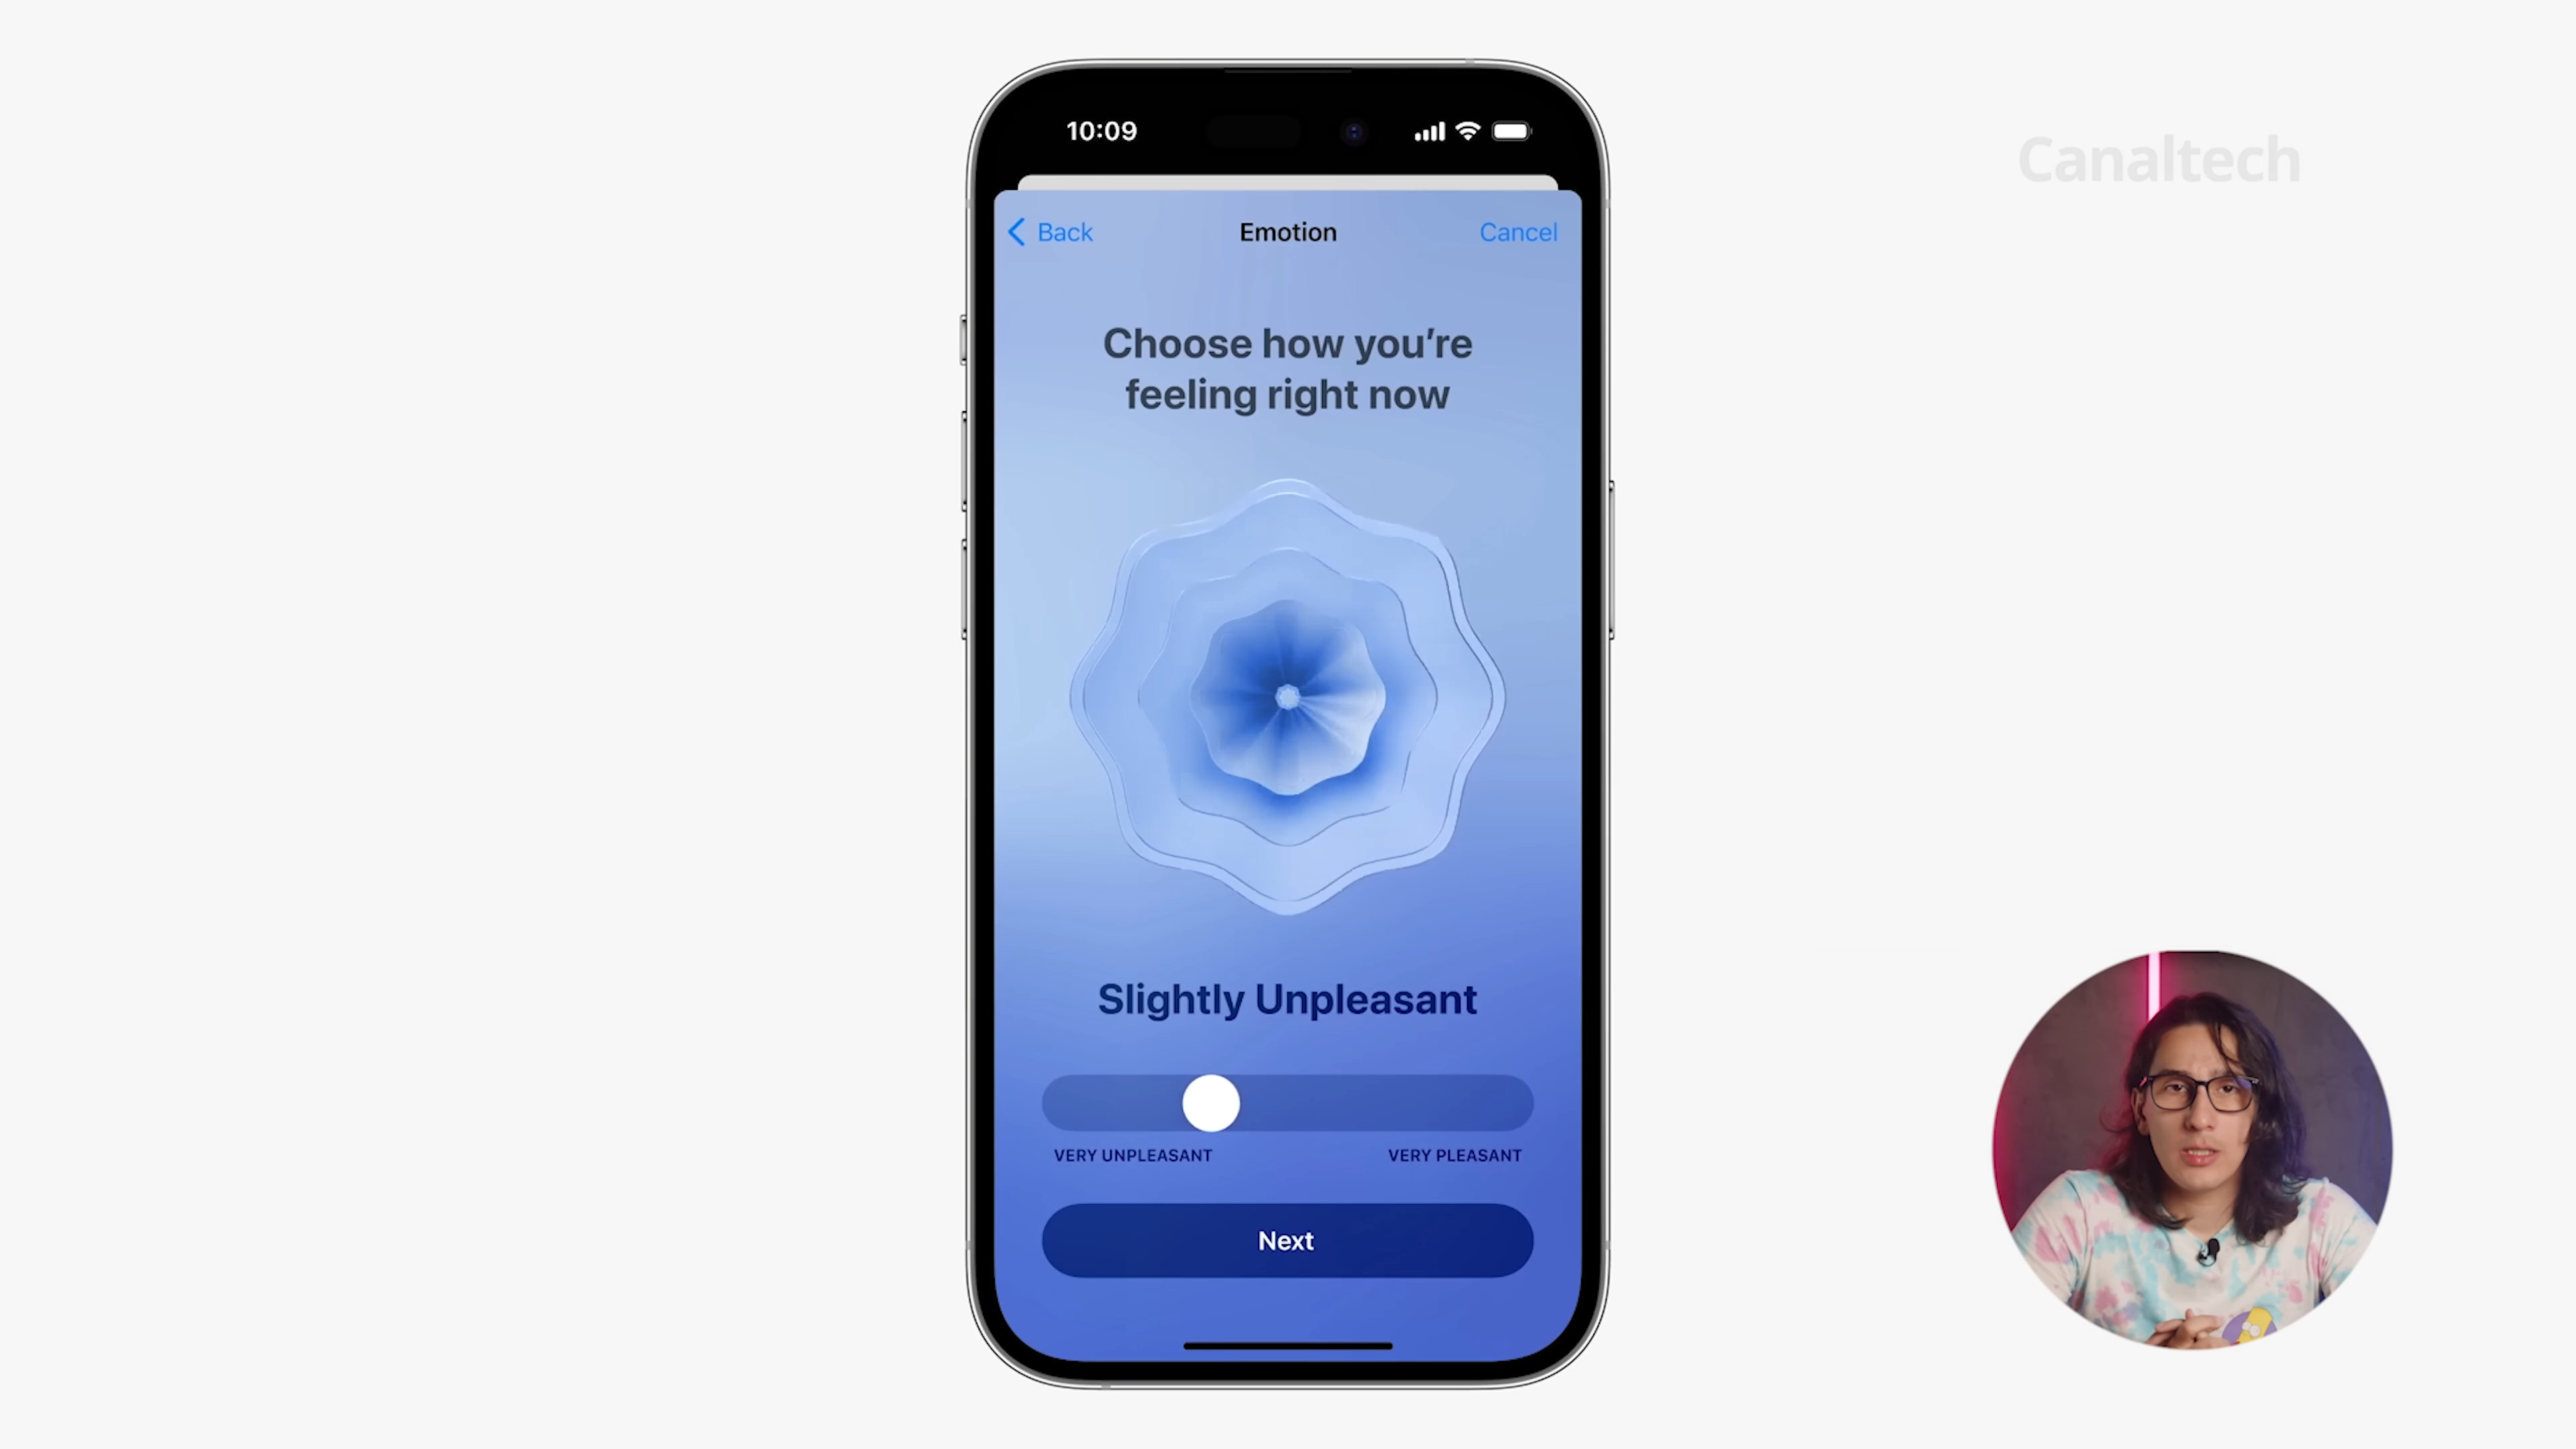 10:09
Canaltech
Back
Emotion
Cancel
Choose how you're
feeling right now
Slightly Unpleasant
VERY UNPLEASANT
VERY PLEASANT
Next